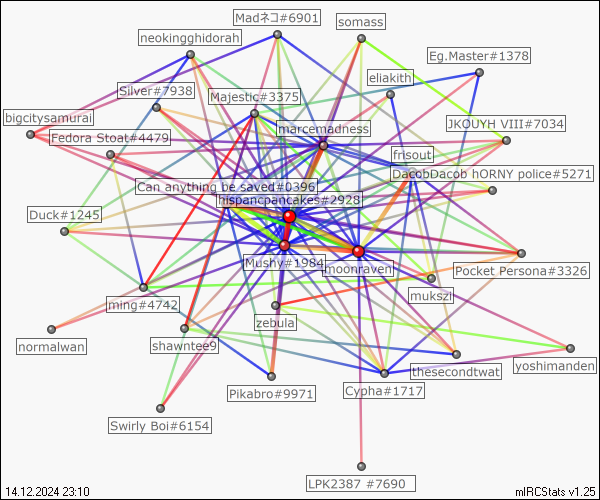 Madネコ#6901
somass
neokingghidorah
Eg.Master#1378
eliakith
Silver#7938
Majestic#3375
bigcitysamurai
marcemadness
JKOUYH VIII#7034
Fedora Stoat#4479
frisout
DacobDacob hORNY police#5271
Can anything be saved#0396
hispancpancakes#2928
Duck#1245
Mushy#1984
moonraven
Pocket Persona#3326
mukszi
ming#4742
zebula
normalwan
shawntee9
thesecondtwat
yoshimanden
Pikabro#9971
Cypha#1717
Swirly Boi#6154
LPK2387 #7690
14.12.2024 23:10
mIRCStats v1.25